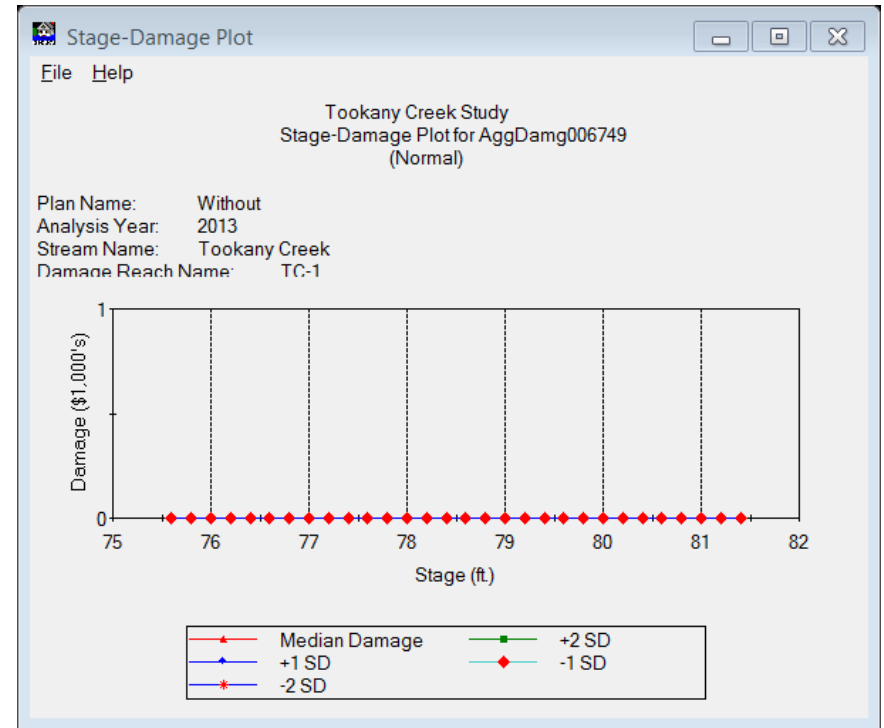 Stage-Damage Plot
File Help
Tookany Creek Study
Stage-Damage Plot for AggDamg006749
(Normal)
Plan Name: Without
Analysis Year: 2013
Stream Name: Tookany Creek
Damage Reach Name: TC-1
1
Damage ($1,000's)
0
75 76 77 78 79 80 81 82
Stage (ft.)
Median Damage +2 SD
+1 SD -1 SD
-2 SD